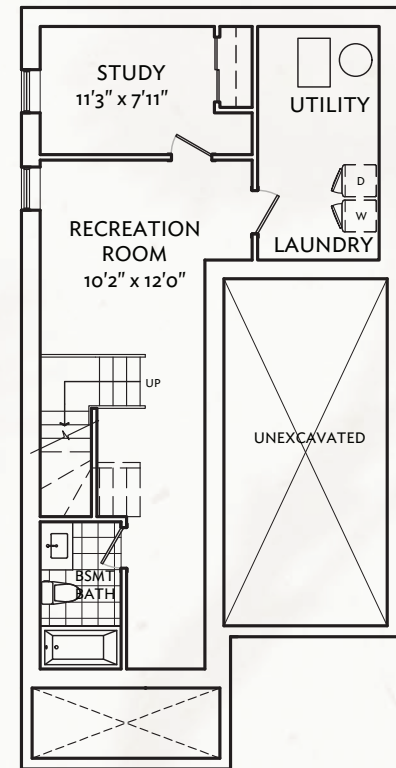 STUDY
11'3" x 7'11"
UTILITY
D
W
LAUNDRY
RECREATION
ROOM
10'2" x 12'0"
UP
UNEXCAVATED
BSMT
BATH